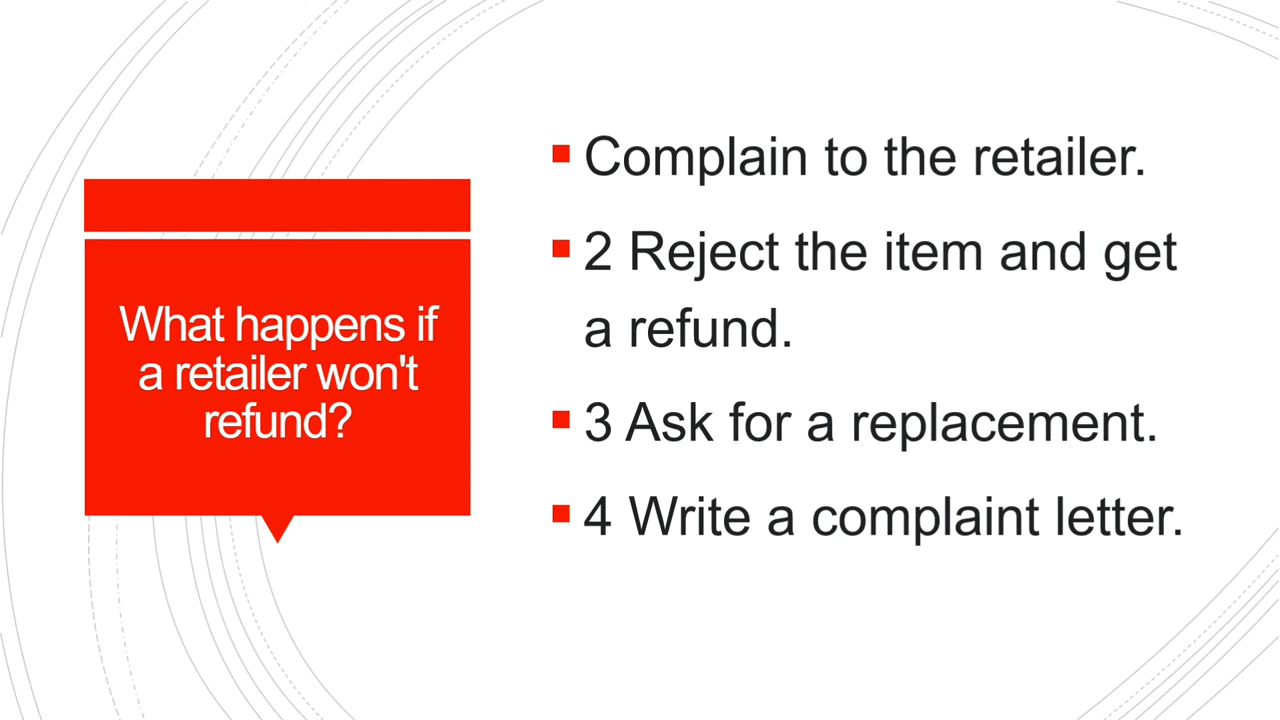 What happens if
a retailer won't
refund?
Complain to the retailer.
2 Reject the item and get
a refund.
3 Ask for a replacement.
4 Write a complaint letter.